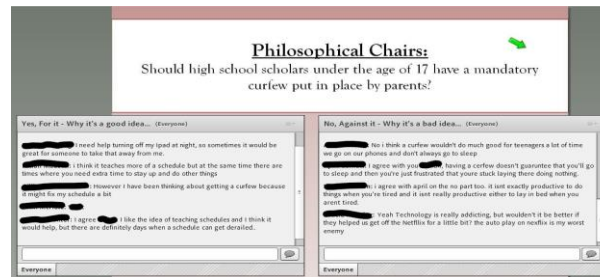 Philosophical Chairs:
Should high school scholars under the age of 17 have a mandatory
curfew put in place by parents?
Yes, For it - Why it's a good idea... (Everyone)
I need help turning off my ipad at night, so sometimes it would be
great for someone to take that away from me.
: i think it teaches more of a schedule but at the same time there are
times where you need extra time to stay up and do other things
: However I have been thinking about getting a curfew because
it might fix my schedule a bit
: I agree I like the idea of teaching schedules and I think it
would help, but there are definitely days when a schedule can get derailed.
Everyone
No, Against it - Why it's a bad idea... (Everyone)
No i think a curfew wouldn't do much good for teenagers a lot of time
we go on our phones and don't always go to sleep
I agree with you , having a cerfew doesn't guaruntee that you'll go
to sleep and then you're just frustrated that youre stuck laying there doing nothing.
: i agree with april on the no part too. it isnt exactly productive to do
things when you're tired and it isnt really productive either to lay in bed when you
arent tired.
: Yeah Technology is really addicting, but wouldn't it be better if
they helped us get off the Netfllix for a little bit? the auto play on nexflix is my worst
enemy
Everyone